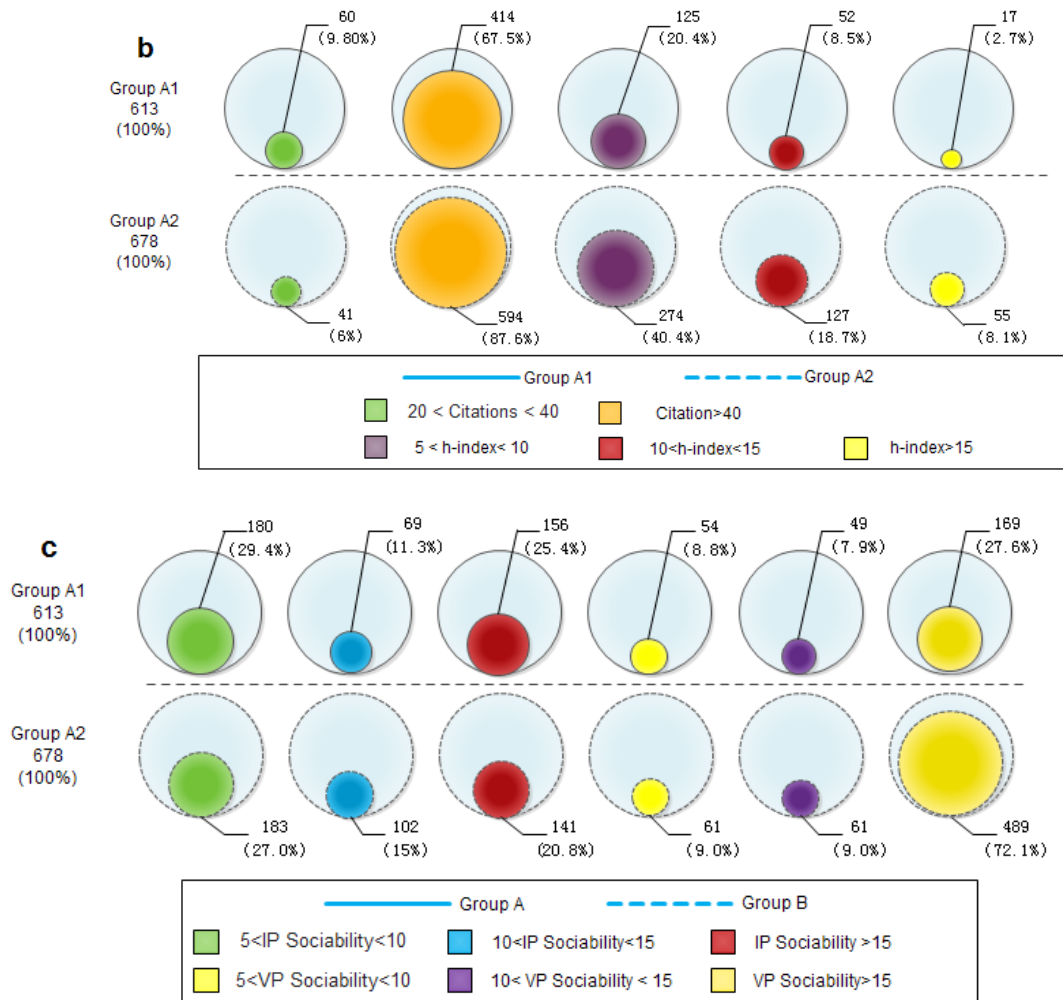 b
60
(9.80%)
414
(67.5%)
125
(20.4%)
52
(8.5%)
17
(2.7%)
Group A1
613
(100%)
Group A2
678
(100%)
41
(6%)
594
(87.6%)
274
(40.4%)
127
(18.7%)
55
(8.1%)
Group A1
Group A2
20 < Citations < 40
Citation>40
5 < h-index< 10
10<h-index<15
h-index>15
c
180
(29.4%)
69
(11.3%)
156
(25.4%)
54
(8.8%)
49
(7.9%)
169
(27.6%)
Group A1
613
(100%)
Group A2
678
(100%)
183
(27.0%)
102
(15%)
141
(20.8%)
61
(9.0%)
61
(9.0%)
489
(72.1%)
Group A
Group B
5<IP Sociability<10
10<IP Sociability<15
IP Sociability >15
5<VP Sociability<10
10< VP Sociability < 15
VP Sociability>15